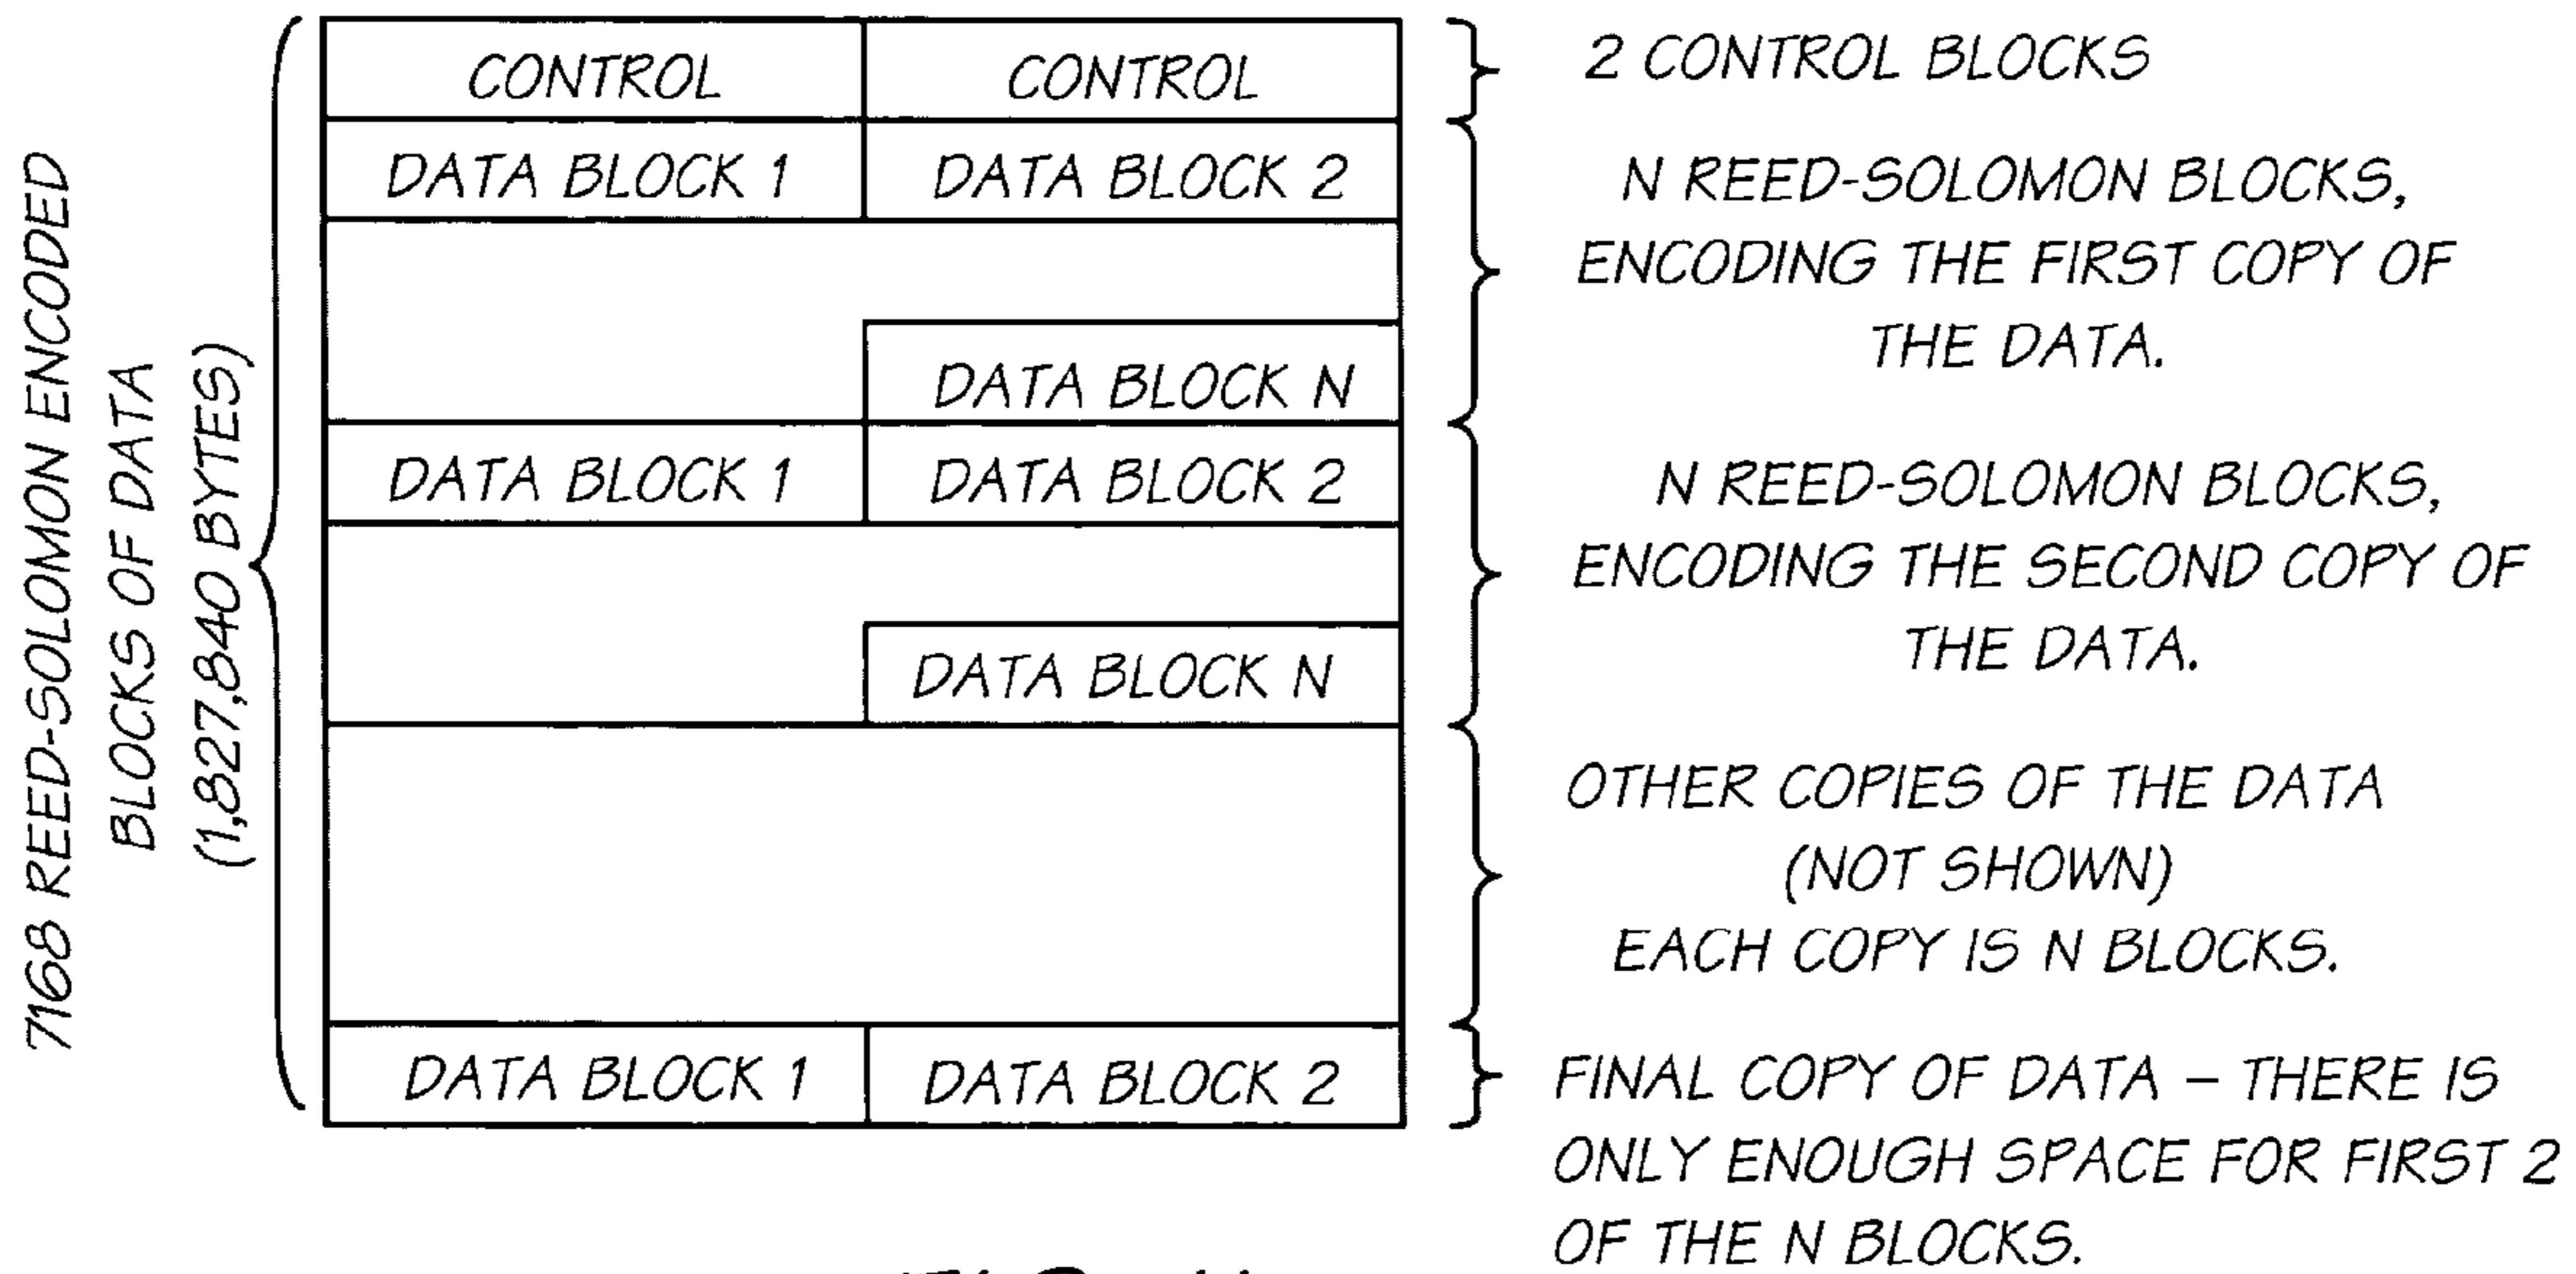 7168 REED-SOLOMON ENCODED
BLOCKS OF DATA
(1,827,840 BYTES)
CONTROL CONTROL
2 CONTROL BLOCKS
DATA BLOCK 1 DATA BLOCK 2
DATA BLOCK N
N REED-SOLOMON BLOCKS,
ENCODING THE FIRST COPY OF
THE DATA.
DATA BLOCK 1 DATA BLOCK 2
DATA BLOCK N
N REED-SOLOMON BLOCKS,
ENCODING THE SECOND COPY OF
THE DATA.
OTHER COPIES OF THE DATA
(NOT SHOWN)
EACH COPY IS N BLOCKS.
DATA BLOCK 1 DATA BLOCK 2
FINAL COPY OF DATA – THERE IS
ONLY ENOUGH SPACE FOR FIRST 2
OF THE N BLOCKS.